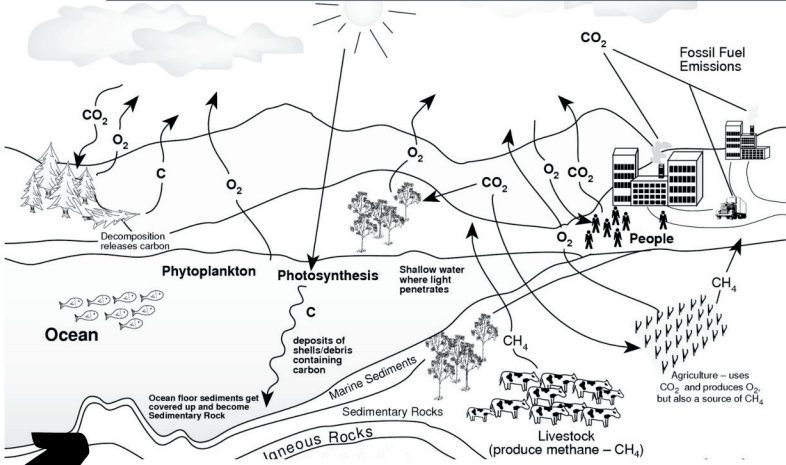 CO₂
Fossil Fuel
Emissions
CO₂
O₂
C
O₂
O₂
CO₂
O₂
CO₂
Decomposition
releases carbon
O₂
People
Phytoplankton
Photosynthesis
Shallow water
where light
penetrates
C
CH₄
Ocean
deposits of
shells/debris
containing
carbon
CH₄
Marine Sediments
Agriculture – uses
CO₂ and produces O₂,
but also a source of CH₄
Ocean floor sediments get
covered up and become
Sedimentary Rock
Sedimentary Rocks
Igneous Rocks
Livestock
(produce methane – CH₄)